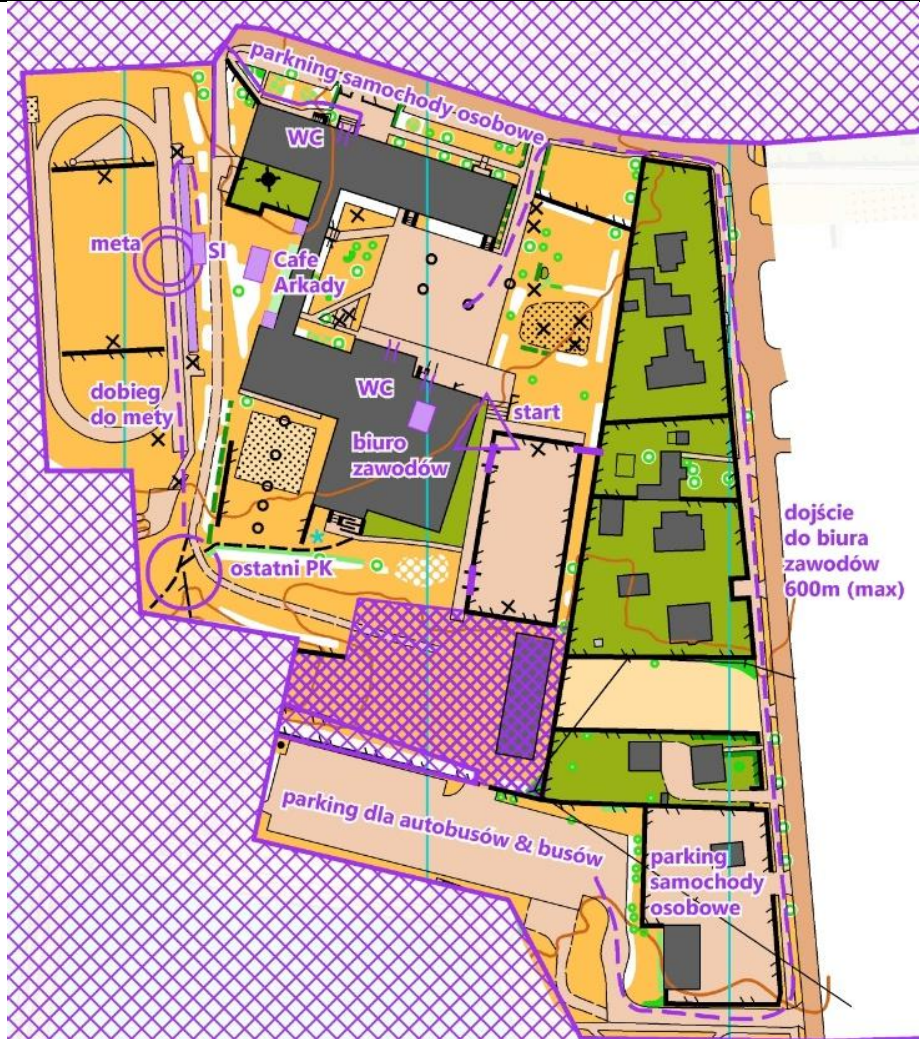 parkning samochody osobowe
WC
meta
SI
Cafe
Arkady
dobieg
do mety
WC
start
biuro
zawodów
ostatni PK
dojście
do biura
zawodów
600m (max)
parking dla autobusów & busów
parking
samochody
osobowe